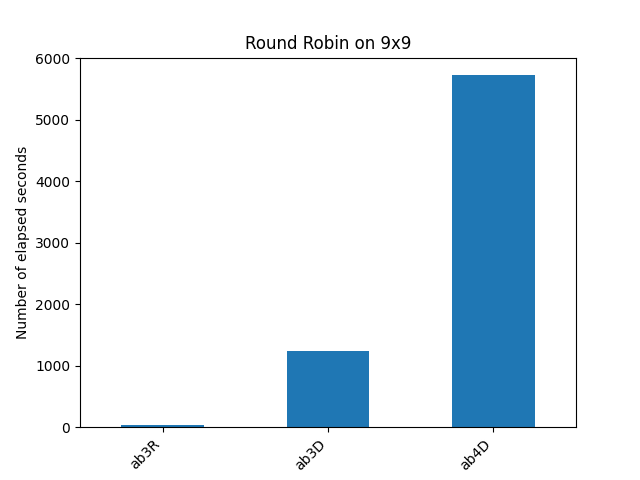 Round Robin on 9x9
Number of elapsed seconds
6000
5000
4000
3000
2000
1000
0
ab3R
ab3D
ab4D